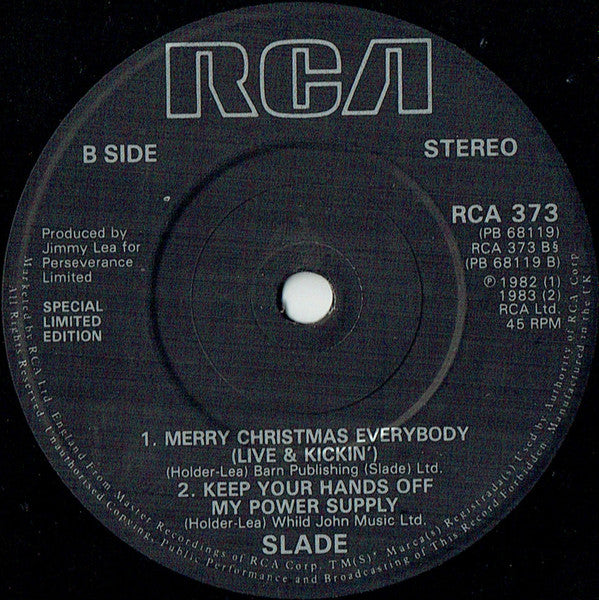 RCA
B SIDE
STEREO
RCA 373
(PB 68119)
RCA 373 B§
(PB 68119 B)
Produced by
Jimmy Lea for
Perseverance
Limited
SPECIAL
LIMITED
EDITION
℗ 1982 (1)
1983 (2)
RCA Ltd.
45 RPM
1. MERRY CHRISTMAS EVERYBODY
(LIVE & KICKIN')
(Holder-Lea) Barn Publishing (Slade) Ltd.
2. KEEP YOUR HANDS OFF
MY POWER SUPPLY
(Holder-Lea) Whild John Music Ltd.
SLADE
Marketed by RCA Ltd. England From Master Recordings of RCA Corp. TM(S)® Marca(s) Registrada(s) Used by Authority of RCA Corp
All Rights Reserved. Unauthorised Copying, Public Performance and Broadcasting of This Record Forbidden. Manufactured in the UK